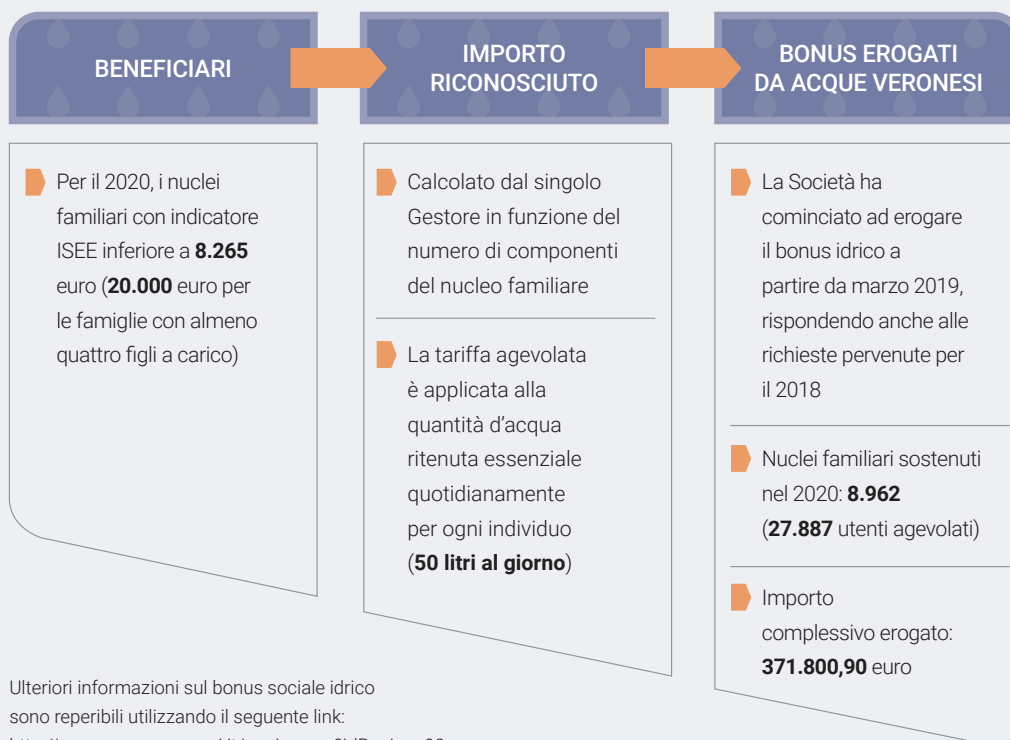 BENEFICIARI
IMPORTO
RICONOSCIUTO
BONUS EROGATI
DA ACQUE VERONESI
Per il 2020, i nuclei
familiari con indicatore
ISEE inferiore a 8.265
euro (20.000 euro per
le famiglie con almeno
quattro figli a carico)
Calcolato dal singolo
Gestore in funzione del
numero di componenti
del nucleo familiare
La tariffa agevolata
è applicata alla
quantità d’acqua
ritenuta essenziale
quotidianamente
per ogni individuo
(50 litri al giorno)
La Società ha
cominciato ad erogare
il bonus idrico a
partire da marzo 2019,
rispondendo anche alle
richieste pervenute per
il 2018
Nuclei familiari sostenuti
nel 2020: 8.962
(27.887 utenti agevolati)
Importo
complessivo erogato:
371.800,90 euro
Ulteriori informazioni sul bonus sociale idrico
sono reperibili utilizzando il seguente link: